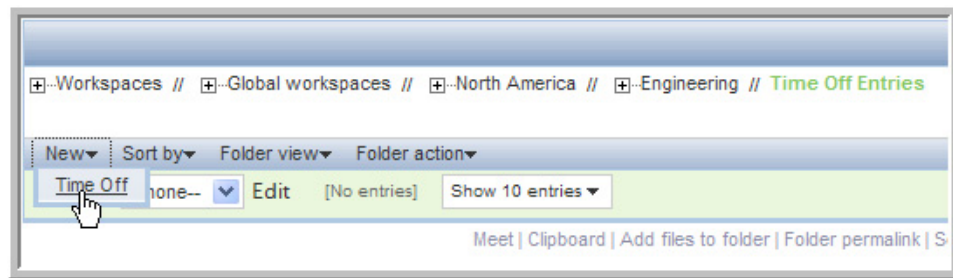 Workspaces // Global workspaces // North America // Engineering // Time Off Entries
New Sort by Folder view Folder action
Time Off Edit [No entries] Show 10 entries
Meet | Clipboard | Add files to folder | Folder permalink |